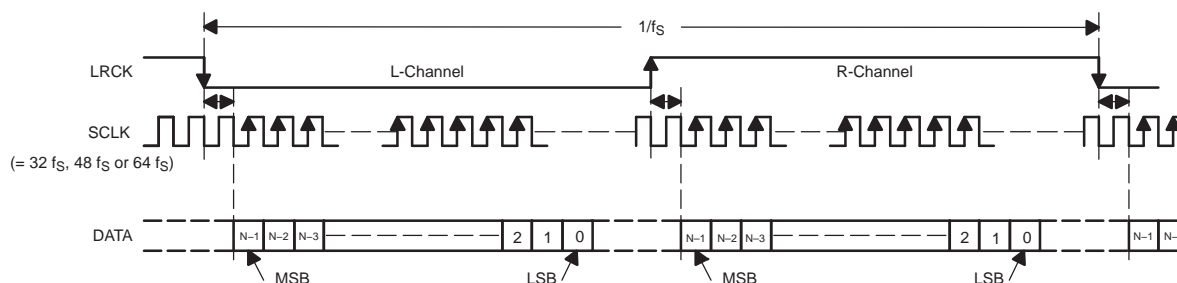 1/fS
LRCK
L-Channel
R-Channel
SCLK
(= 32 fS, 48 fS or 64 fS)
DATA
N–1 N–2 N–3 2 1 0 N–1 N–2 N–3 2 1 0 N–1 N–
MSB LSB MSB LSB